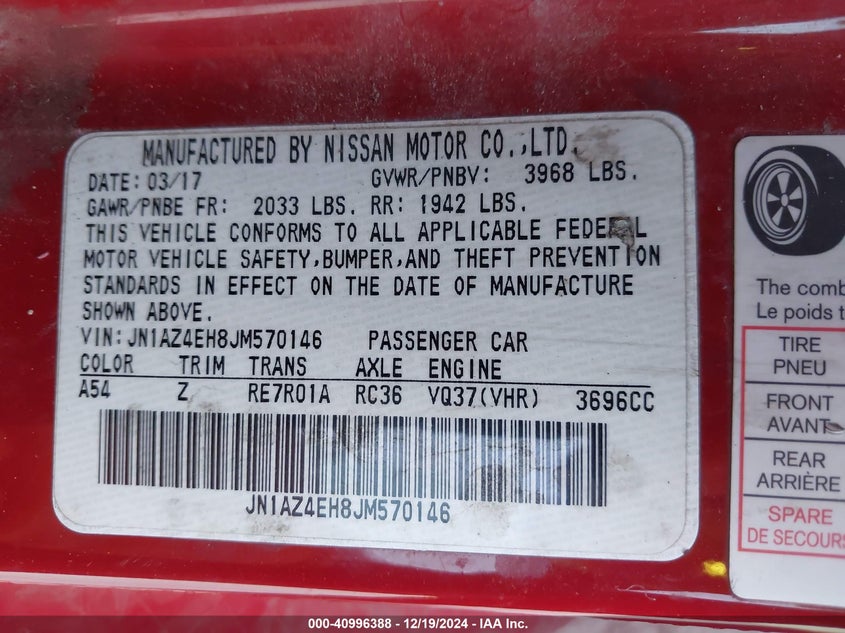 MANUFACTURED BY NISSAN MOTOR CO.,LTD.
DATE: 03/17 GVWR/PNBV: 3968 LBS.
GAWR/PNBE FR: 2033 LBS. RR: 1942 LBS.
THIS VEHICLE CONFORMS TO ALL APPLICABLE FEDERAL
MOTOR VEHICLE SAFETY,BUMPER,AND THEFT PREVENTION
STANDARDS IN EFFECT ON THE DATE OF MANUFACTURE
SHOWN ABOVE.
VIN:JN1AZ4EH8JM570146 PASSENGER CAR
COLOR TRIM TRANS AXLE ENGINE
A54 Z RE7R01A RC36 VQ37(VHR) 3696CC
JN1AZ4EH8JM570146
The comb
Le poids t
TIRE
PNEU
FRONT
AVANT
REAR
ARRIÈRE
SPARE
DE SECOURS
000-40996388 - 12/19/2024 - IAA Inc.